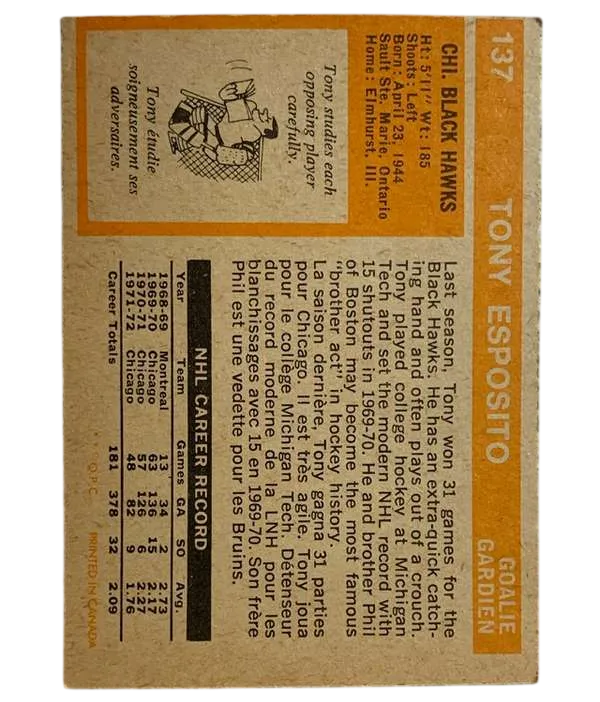 137 TONY ESPOSITO GOALIE
GARDIEN
CHI. BLACK HAWKS
Ht: 5'11" Wt: 185
Shoots: Left
Born: April 23, 1944
Sault Ste. Marie, Ontario
Home: Elmhurst, Ill.
Tony studies each
opposing player
carefully.
Tony étudie
soigneusement ses
adversaires.
Last season, Tony won 31 games for the
Black Hawks. He has an extra-quick catch-
ing hand and often plays out of a crouch.
Tony played college hockey at Michigan
Tech and set the modern NHL record with
15 shutouts in 1969-70. He and brother Phil
of Boston may become the most famous
"brother act" in hockey history.
La saison dernière, Tony gagna 31 parties
pour Chicago. Il est très agile. Tony joua
pour le collège Michigan Tech. Détenseur
du record moderne de la LNH pour les
blanchissages avec 15 en 1969-70. Son frère
Phil est une vedette pour les Bruins.
NHL CAREER RECORD
Year Team Games GA SO Avg.
1968-69 Montreal 13 34 2 2.73
1969-70 Chicago 63 136 15 2.17
1970-71 Chicago 57 126 6 2.27
1971-72 Chicago 48 82 9 1.76
Career Totals 181 378 32 2.09
O.P.C. PRINTED IN CANADA